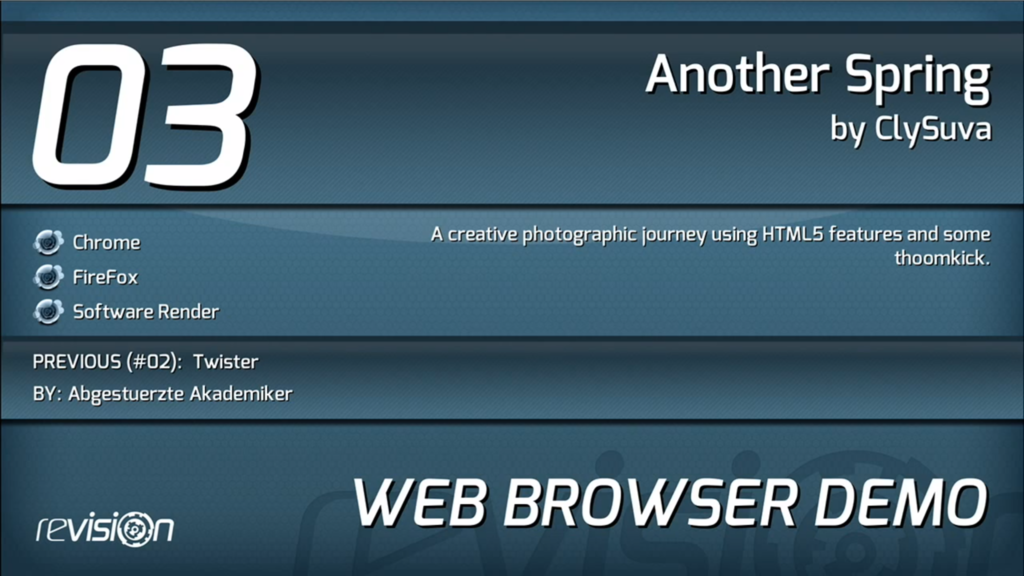 03
Another Spring
by ClySuva
Chrome
FireFox
Software Render
A creative photographic journey using HTML5 features and some
thoomkick.
PREVIOUS (#02): Twister
BY: Abgestuerzte Akademiker
WEB BROWSER DEMO
revision